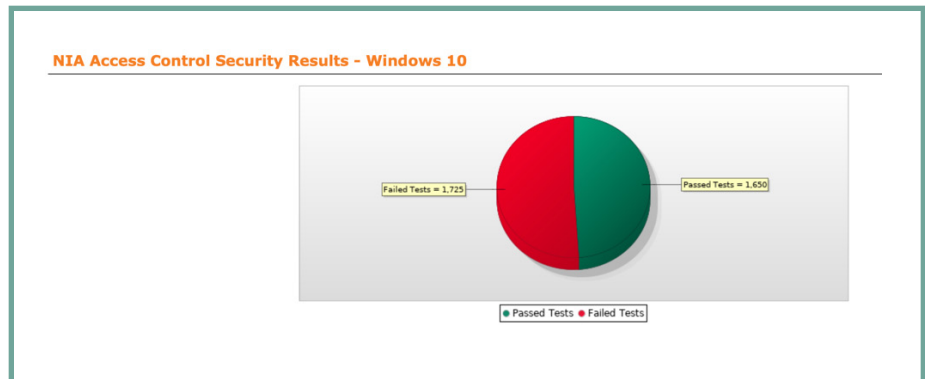 NIA Access Control Security Results - Windows 10
Failed Tests = 1,725
Passed Tests = 1,650
Passed Tests Failed Tests